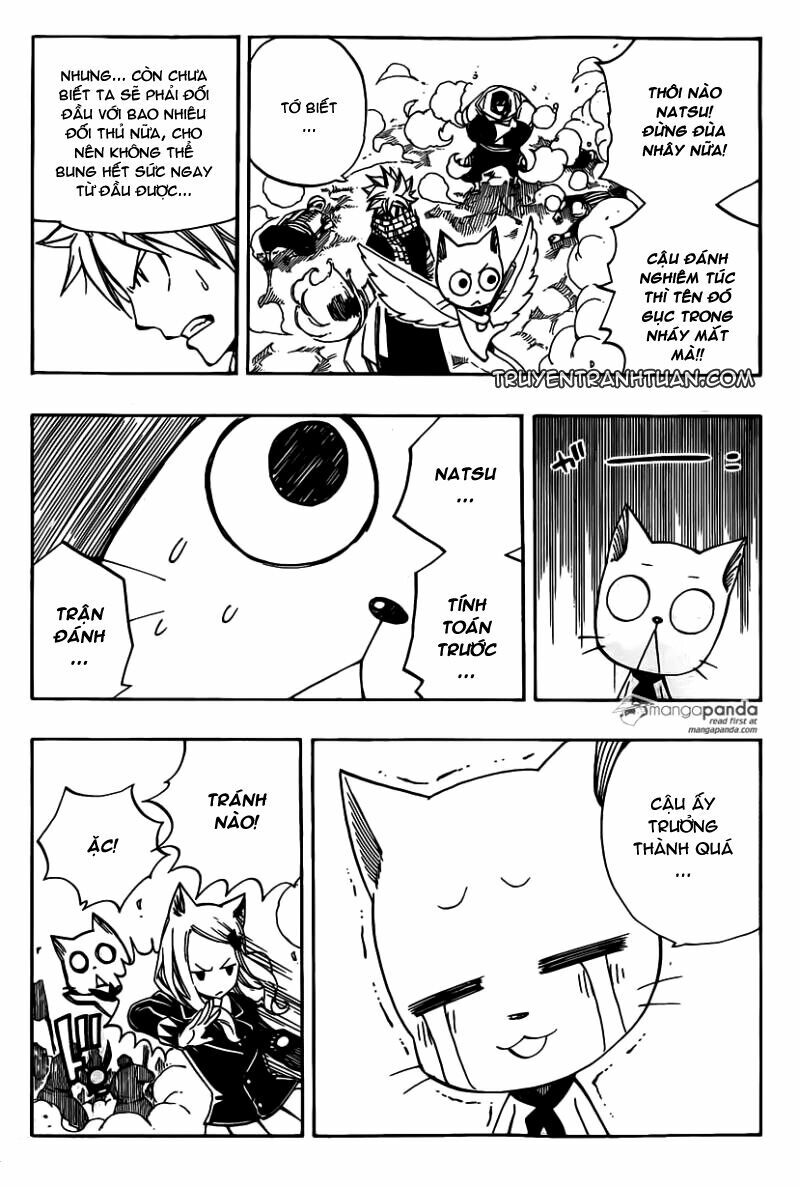 THÔI NÀO
NATSU!
ĐỪNG ĐÙA
NHÂY NỮA!
CẬU ĐÁNH
NGHIÊM TÚC
THÌ TÊN ĐÓ
GỤC TRONG
NHÁY MẮT
MÀ!!
TỚ BIẾT
...
NHƯNG... CÒN CHƯA
BIẾT TA SẼ PHẢI ĐỐI
ĐẦU VỚI BAO NHIÊU
ĐỐI THỦ NỮA, CHO
NÊN KHÔNG THỂ
BUNG HẾT SỨC NGAY
TỪ ĐẦU ĐƯỢC...
TRUYENTRANHTUAN.COM
NATSU
...
TÍNH
TOÁN
TRƯỚC
...
TRẬN
ĐÁNH
...
mangapanda
read first at
mangapanda.com
CẬU ẤY
TRƯỞNG
THÀNH QUÁ
...
TRÁNH
NÀO!
ẶC!